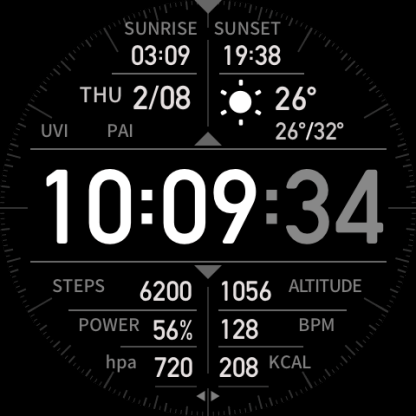 SUNRISE SUNSET
03:09 19:38
THU 2/08 26°
UVI PAI 26°/32°
10:09:34
STEPS 6200 1056 ALTITUDE
POWER 56% 128 BPM
hpa 720 208 KCAL